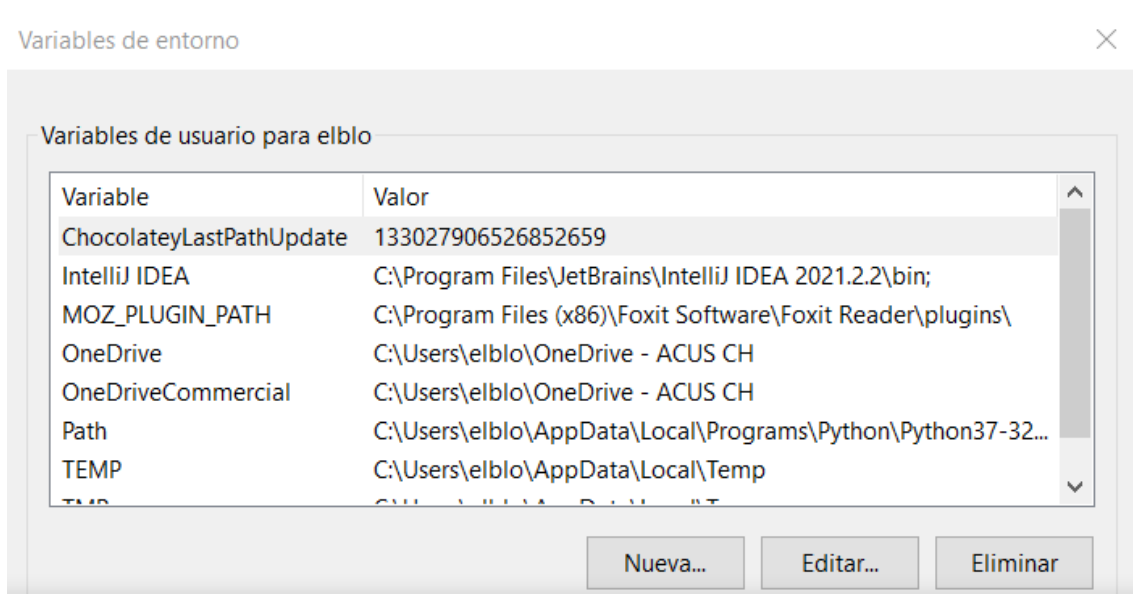 Variables de entorno
Variables de usuario para elblo
Variable Valor
ChocolateyLastPathUpdate 133027906526852659
IntelliJ IDEA C:\Program Files\JetBrains\IntelliJ IDEA 2021.2.2\bin;
MOZ_PLUGIN_PATH C:\Program Files (x86)\Foxit Software\Foxit Reader\plugins\
OneDrive C:\Users\elblo\OneDrive - ACUS CH
OneDriveCommercial C:\Users\elblo\OneDrive - ACUS CH
Path C:\Users\elblo\AppData\Local\Programs\Python\Python37-32...
TEMP C:\Users\elblo\AppData\Local\Temp
Nueva... Editar... Eliminar